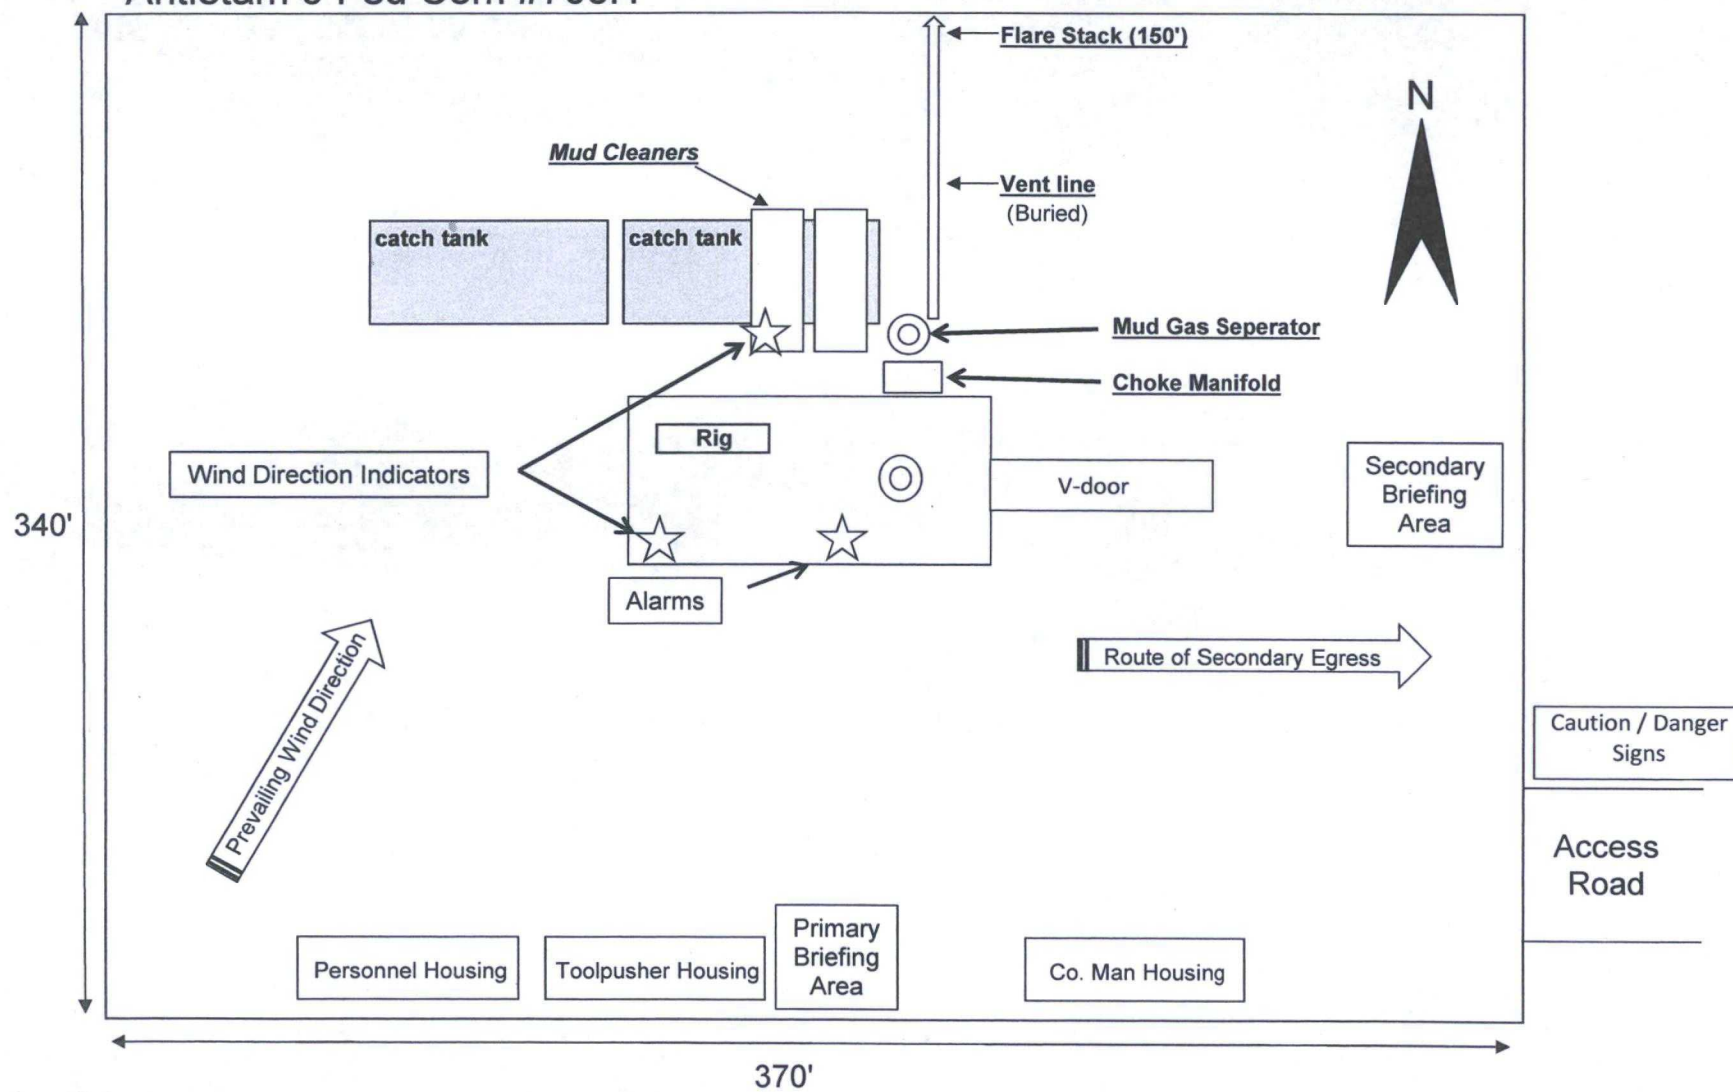 Flare Stack (150')
N
Mud Cleaners
Vent line
(Buried)
catch tank
catch tank
Mud Gas Seperator
Choke Manifold
Rig
Wind Direction Indicators
V-door
Secondary
Briefing
Area
340'
Alarms
Prevailing Wind Direction
Route of Secondary Egress
Caution / Danger
Signs
Access
Road
Personnel Housing
Toolpusher Housing
Primary
Briefing
Area
Co. Man Housing
370'